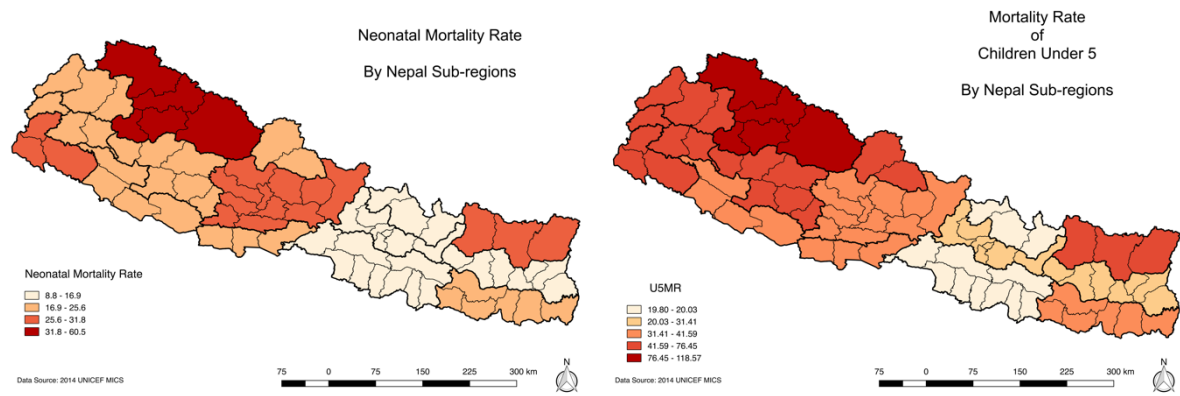 Neonatal Mortality Rate
By Nepal Sub-regions
Neonatal Mortality Rate
8.8 - 16.9
16.9 - 25.6
25.6 - 31.8
31.8 - 60.5
Data Source: 2014 UNICEF MICS
75 0 75 150 225 300 km
N
Mortality Rate
of
Children Under 5
By Nepal Sub-regions
U5MR
19.80 - 20.03
20.03 - 31.41
31.41 - 41.59
41.59 - 76.45
76.45 - 118.57
Data Source: 2014 UNICEF MICS
75 0 75 150 225 300 km
N